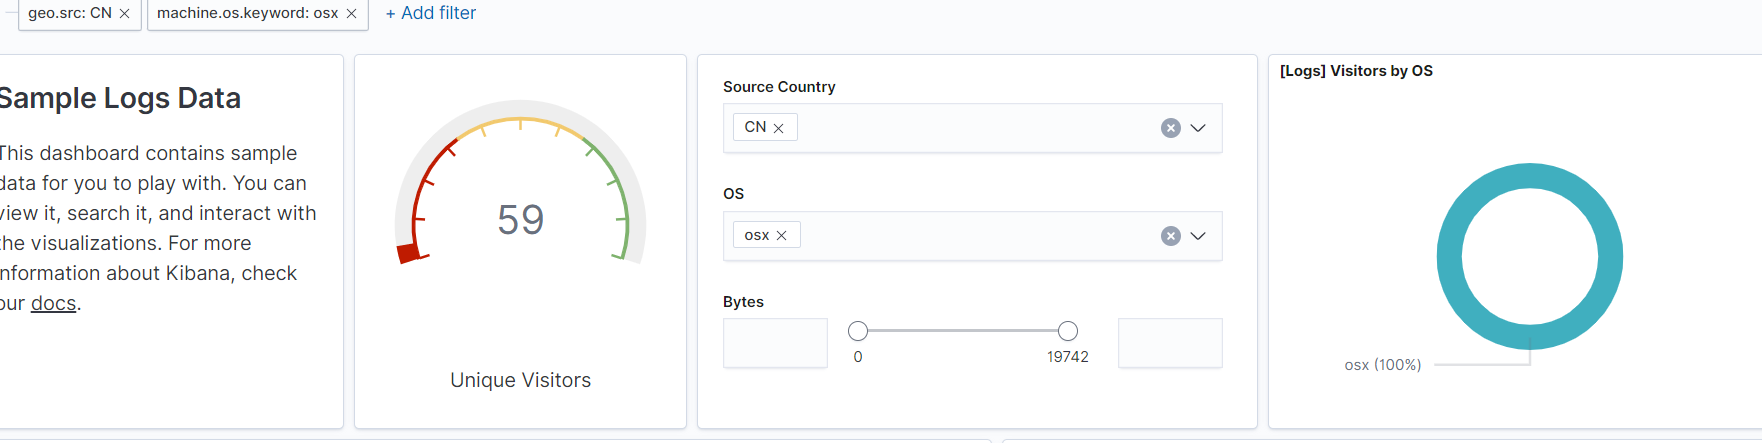 geo.src: CN ×
machine.os.keyword: osx ×
+ Add filter
Sample Logs Data
This dashboard contains sample
data for you to play with. You can
view it, search it, and interact with
the visualizations. For more
information about Kibana, check
our docs.
59
Unique Visitors
Source Country
CN ×
OS
osx ×
Bytes
0
19742
[Logs] Visitors by OS
osx (100%)